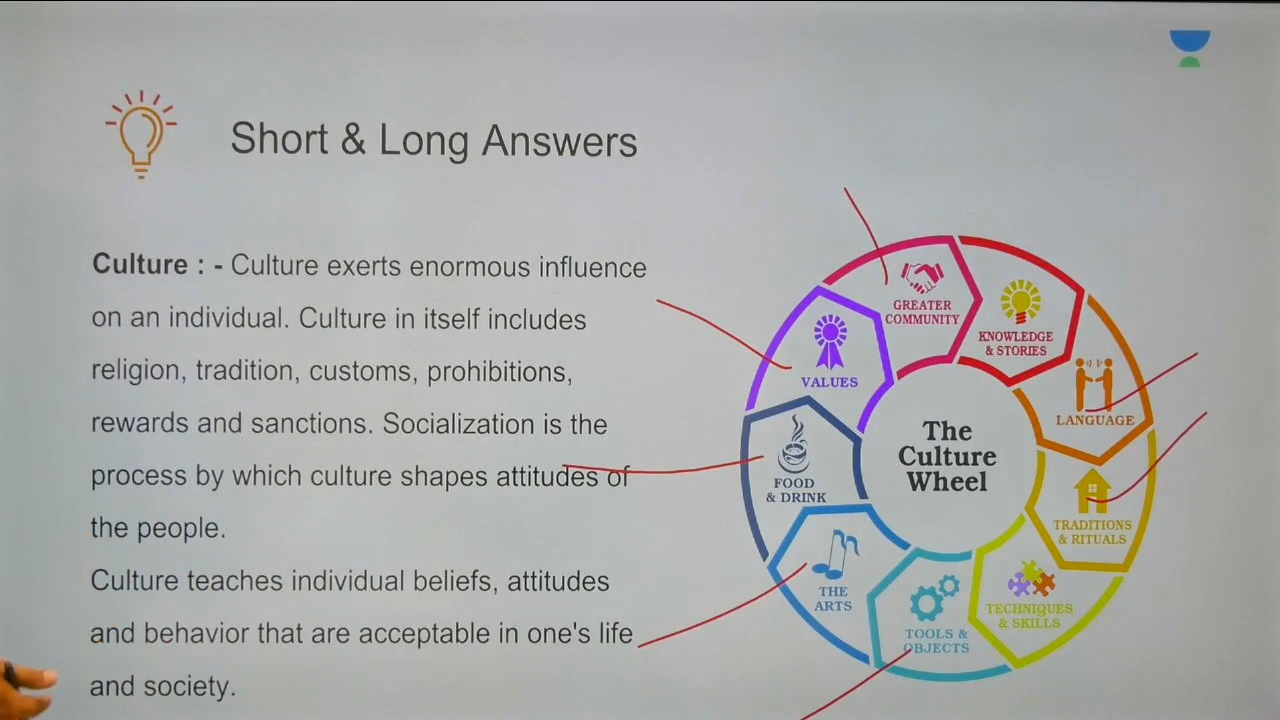 Short & Long Answers
Culture : - Culture exerts enormous influence
on an individual. Culture in itself includes
religion, tradition, customs, prohibitions,
rewards and sanctions. Socialization is the
process by which culture shapes attitudes of
the people.
Culture teaches individual beliefs, attitudes
and behavior that are acceptable in one's life
and society.
The
Culture
Wheel
GREATER
COMMUNITY
KNOWLEDGE
& STORIES
LANGUAGE
TRADITIONS
& RITUALS
TECHNIQUES
& SKILLS
TOOLS &
OBJECTS
THE
ARTS
FOOD
& DRINK
VALUES